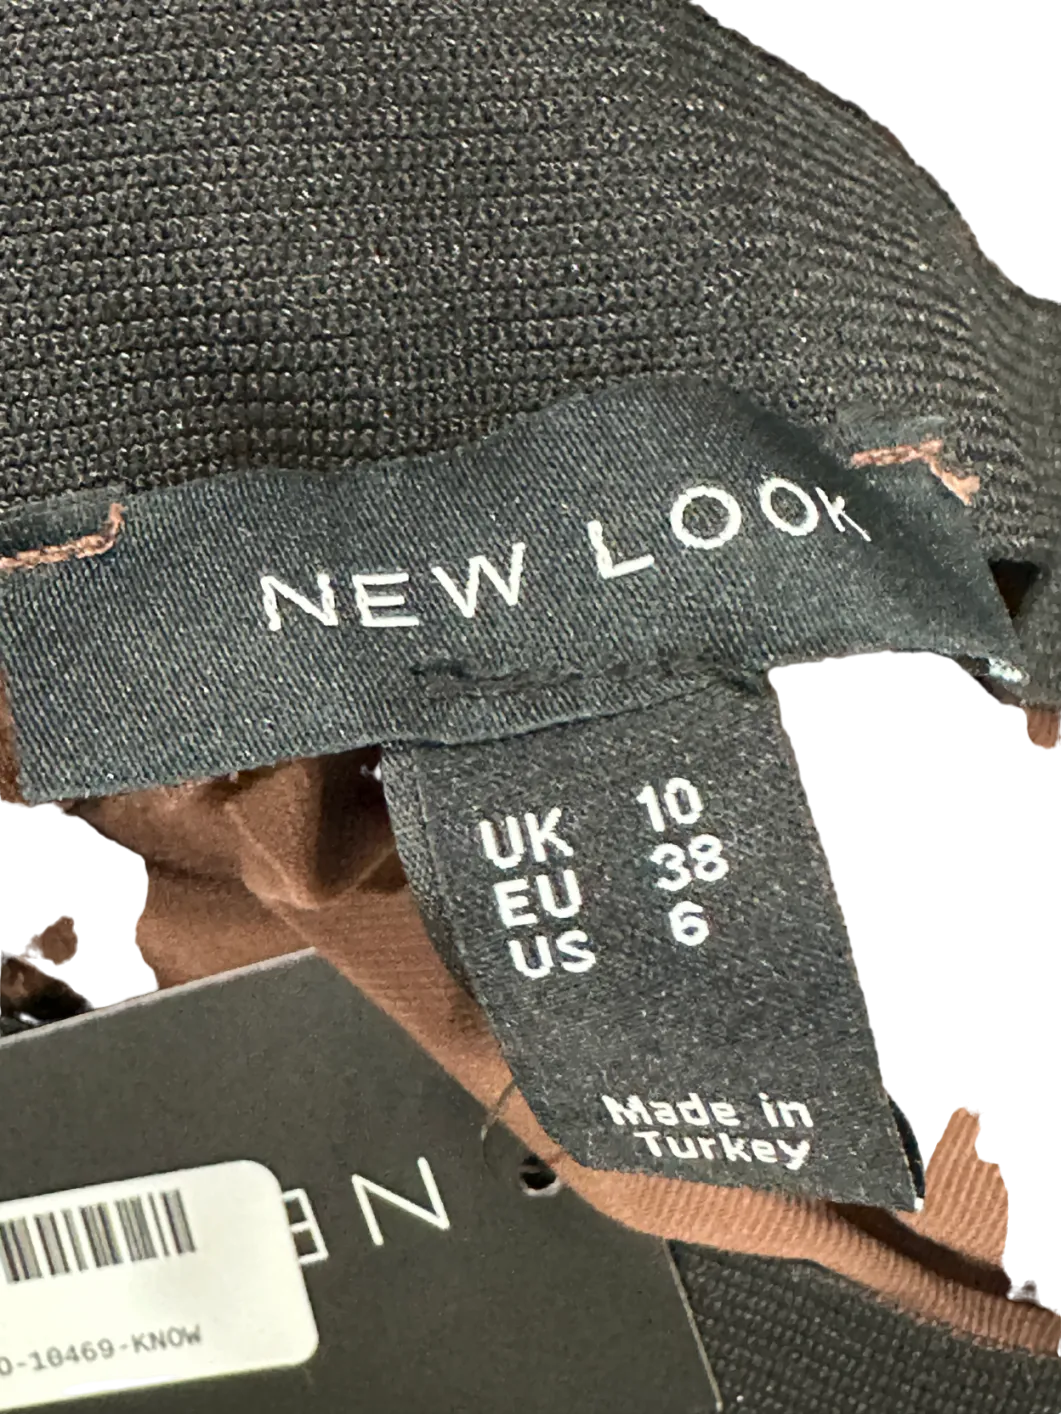 NEW LOOK
UK 10
EU 38
US 6
Made in
Turkey
N
-10469-KNOW